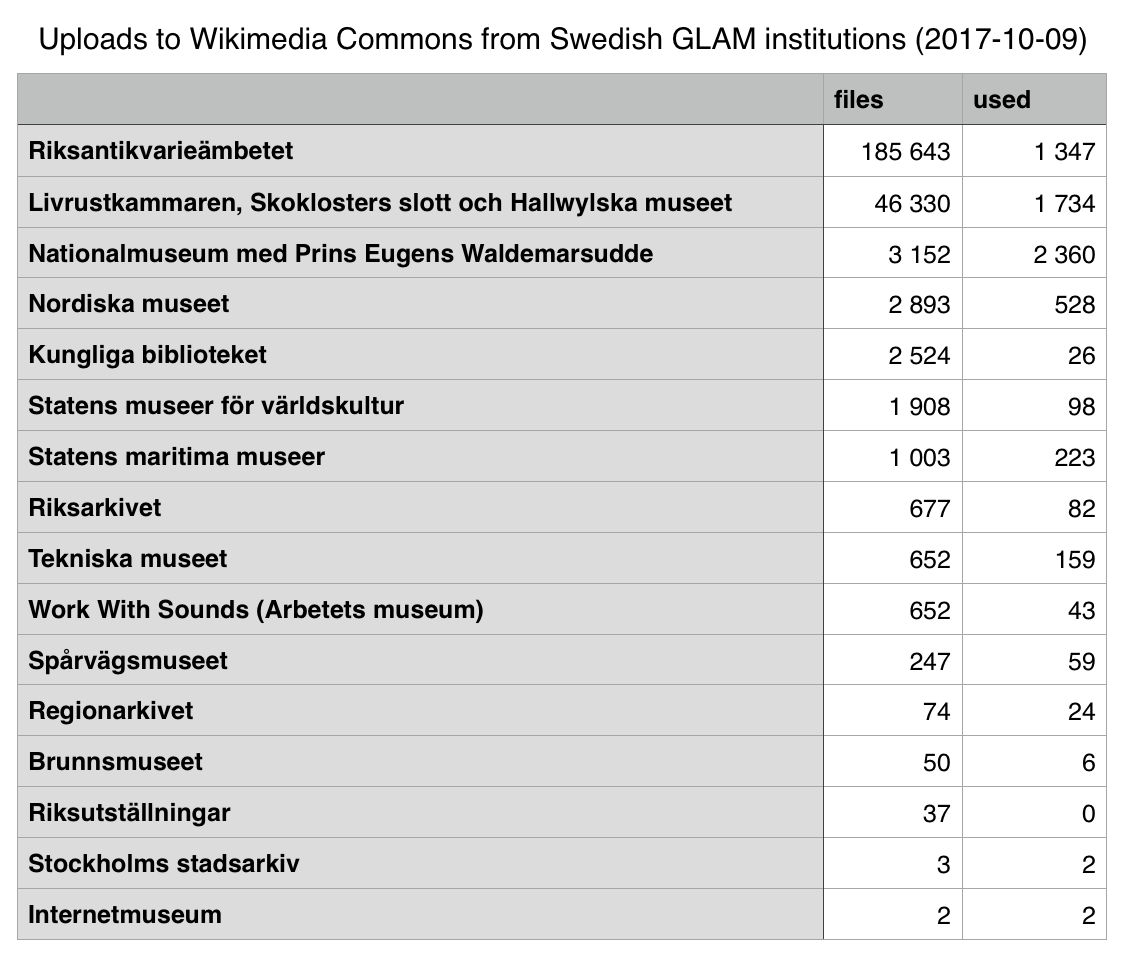 Uploads to Wikimedia Commons from Swedish GLAM institutions (2017-10-09)
files used
Riksantikvarieämbetet 185 643 1 347
Livrustkammaren, Skoklosters slott och Hallwylska museet 46 330 1 734
Nationalmuseum med Prins Eugens Waldemarsudde 3 152 2 360
Nordiska museet 2 893 528
Kungliga biblioteket 2 524 26
Statens museer för världskultur 1 908 98
Statens maritima museer 1 003 223
Riksarkivet 677 82
Tekniska museet 652 159
Work With Sounds (Arbetets museum) 652 43
Spårvägsmuseet 247 59
Regionarkivet 74 24
Brunnsmuseet 50 6
Riksutställningar 37 0
Stockholms stadsarkiv 3 2
Internetmuseum 2 2